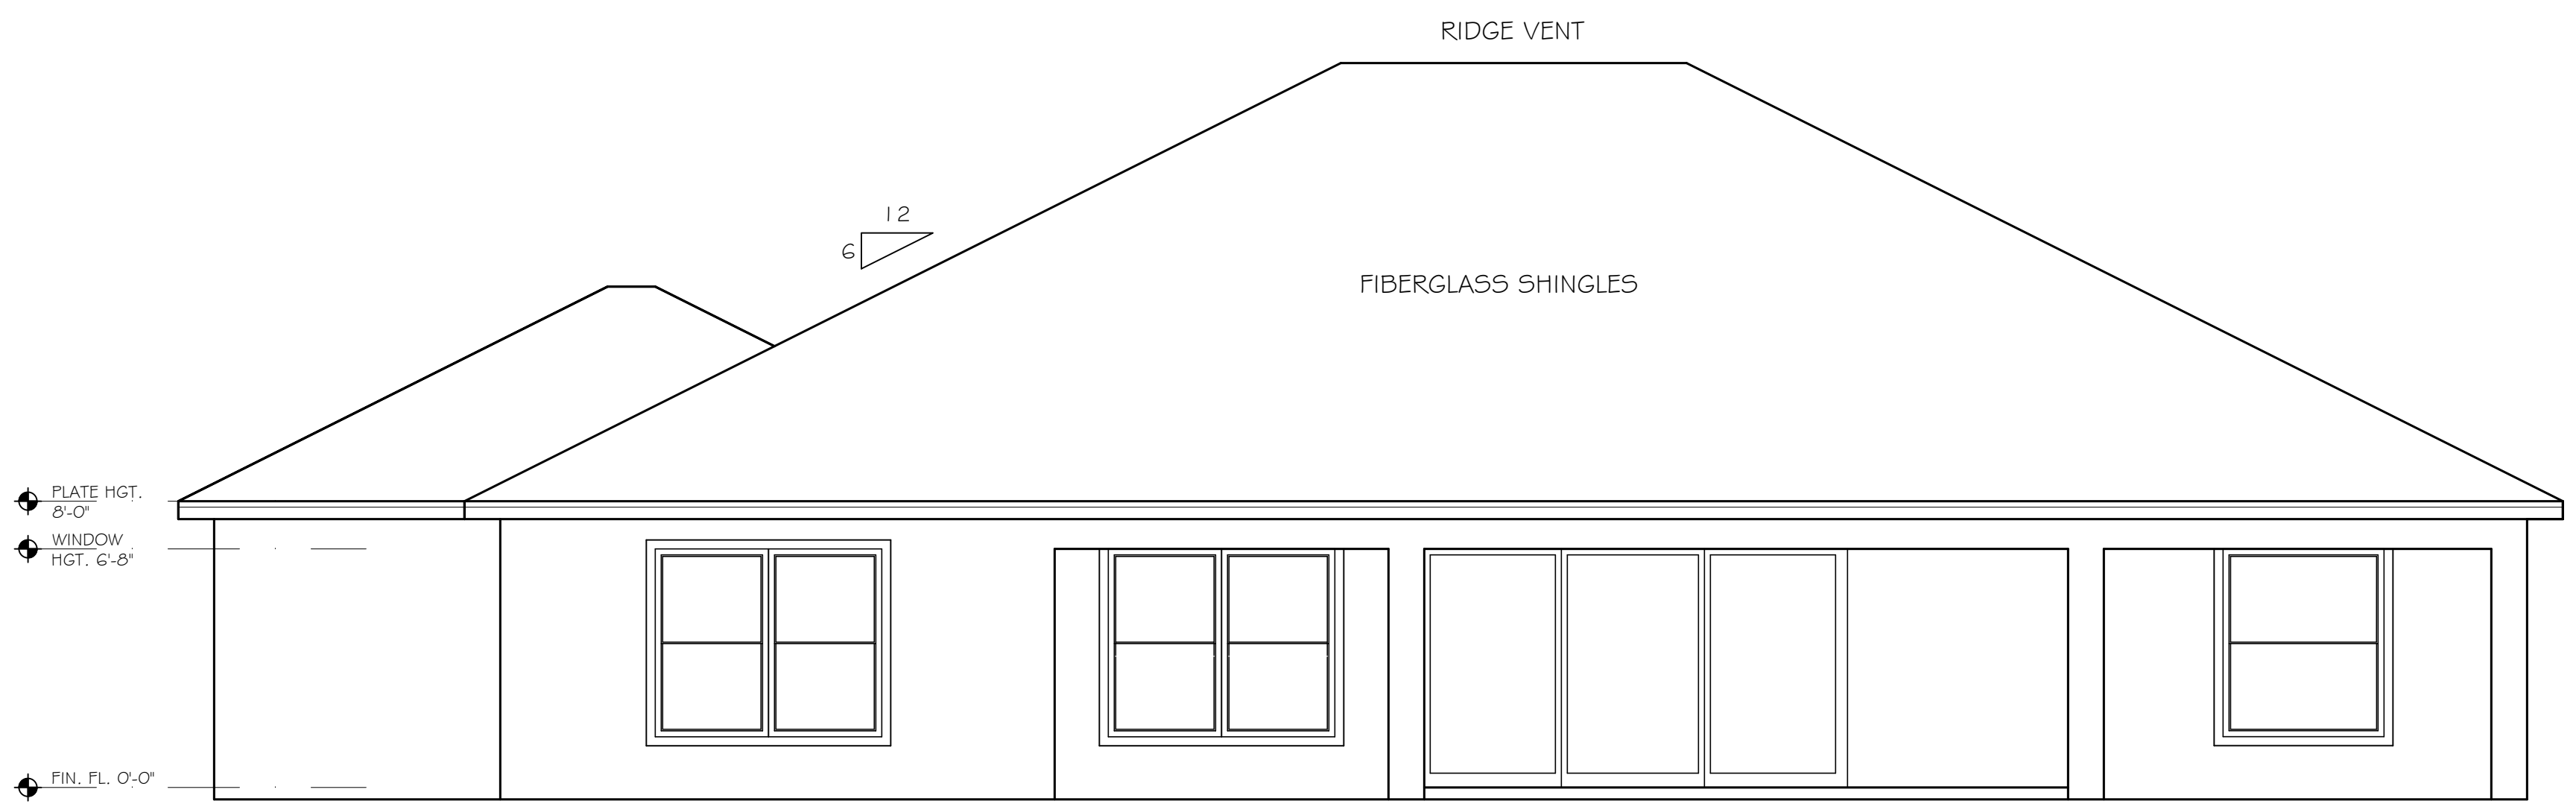 RIDGE VENT
12
6
FIBERGLASS SHINGLES
PLATE HGT.
8'-0"
WINDOW
HGT. 6'-8"
FIN. FL. 0'-0"